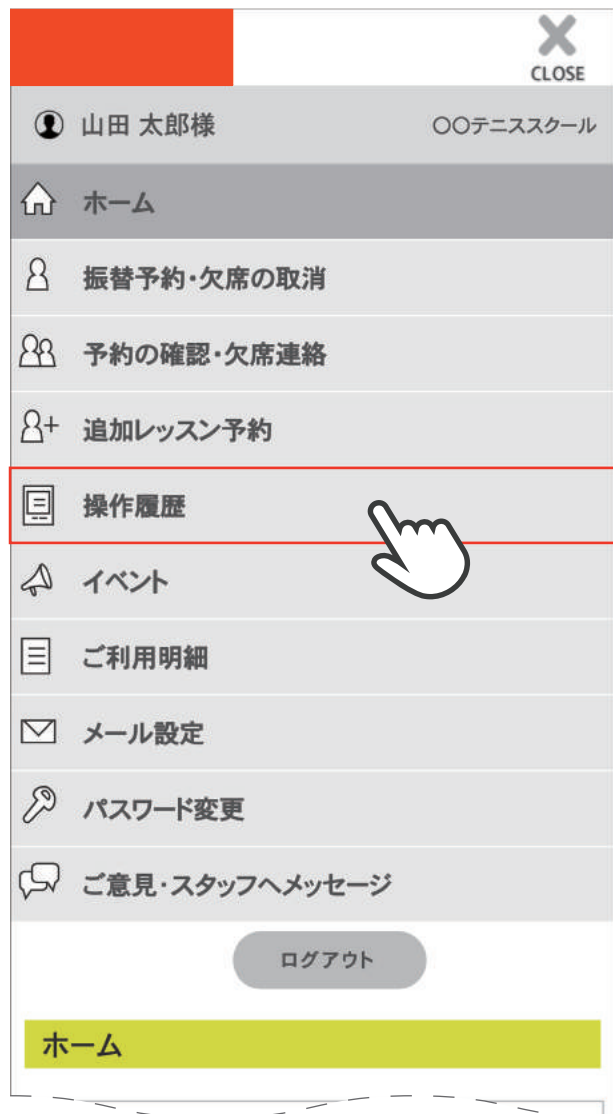 CLOSE
山田 太郎様 〇〇テニススクール
ホーム
振替予約・欠席の取消
予約の確認・欠席連絡
追加レッスン予約
操作履歴
イベント
ご利用明細
メール設定
パスワード変更
ご意見・スタッフへメッセージ
ログアウト
ホーム